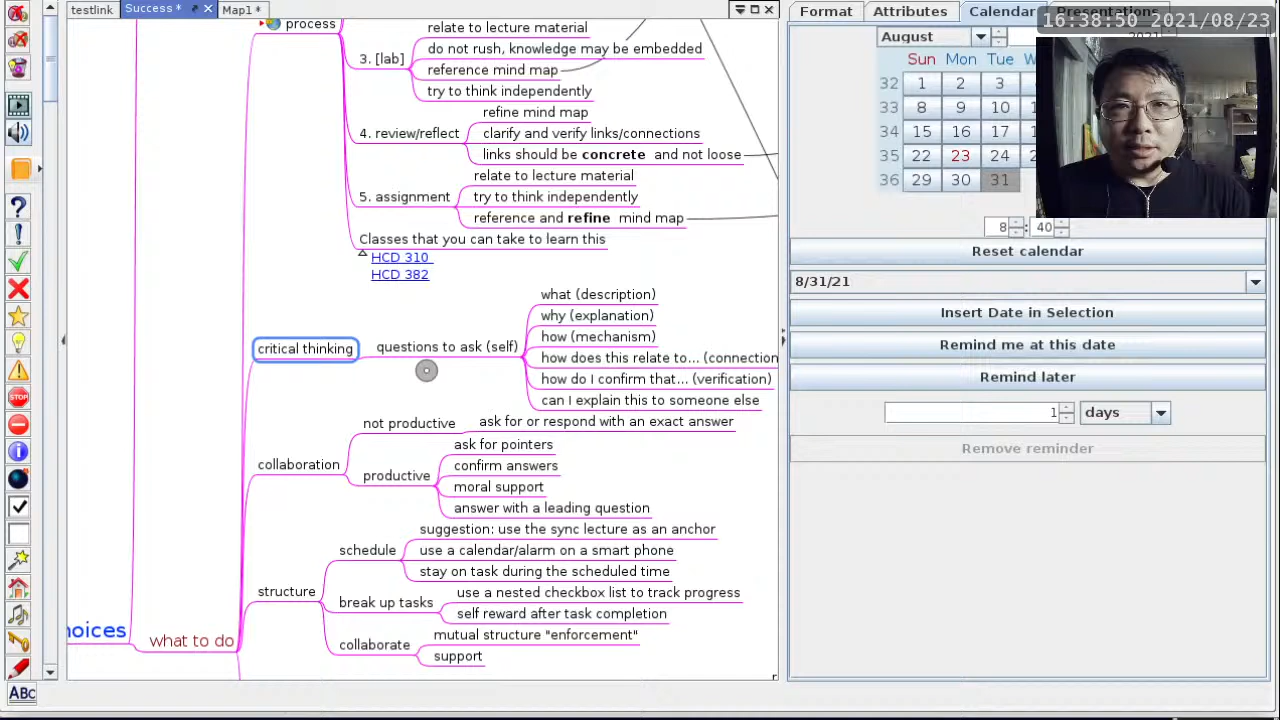 testlink
Success *
Map1 *
Format
Attributes
Calendar
Presentations
16:38:50 2021/08/23
process
relate to lecture material
3. [lab]
do not rush, knowledge may be embedded
reference mind map
try to think independently
refine mind map
4. review/reflect
clarify and verify links/connections
links should be concrete and not loose
relate to lecture material
5. assignment
try to think independently
reference and refine mind map
Classes that you can take to learn this
HCD 310
HCD 382
what (description)
why (explanation)
critical thinking
questions to ask (self)
how (mechanism)
how does this relate to... (connection
how do I confirm that... (verification)
can I explain this to someone else
not productive
ask for or respond with an exact answer
collaboration
ask for pointers
productive
confirm answers
moral support
answer with a leading question
suggestion: use the sync lecture as an anchor
schedule
use a calendar/alarm on a smart phone
stay on task during the scheduled time
structure
break up tasks
use a nested checkbox list to track progress
self reward after task completion
collaborate
mutual structure "enforcement"
support
hoices
what to do
ABC
STOP
August
2021
Sun Mon Tue W
32 1 2 3
33 8 9 10
34 15 16 17
35 22 23 24
36 29 30 31
8 : 40
Reset calendar
8/31/21
Insert Date in Selection
Remind me at this date
Remind later
1 days
Remove reminder